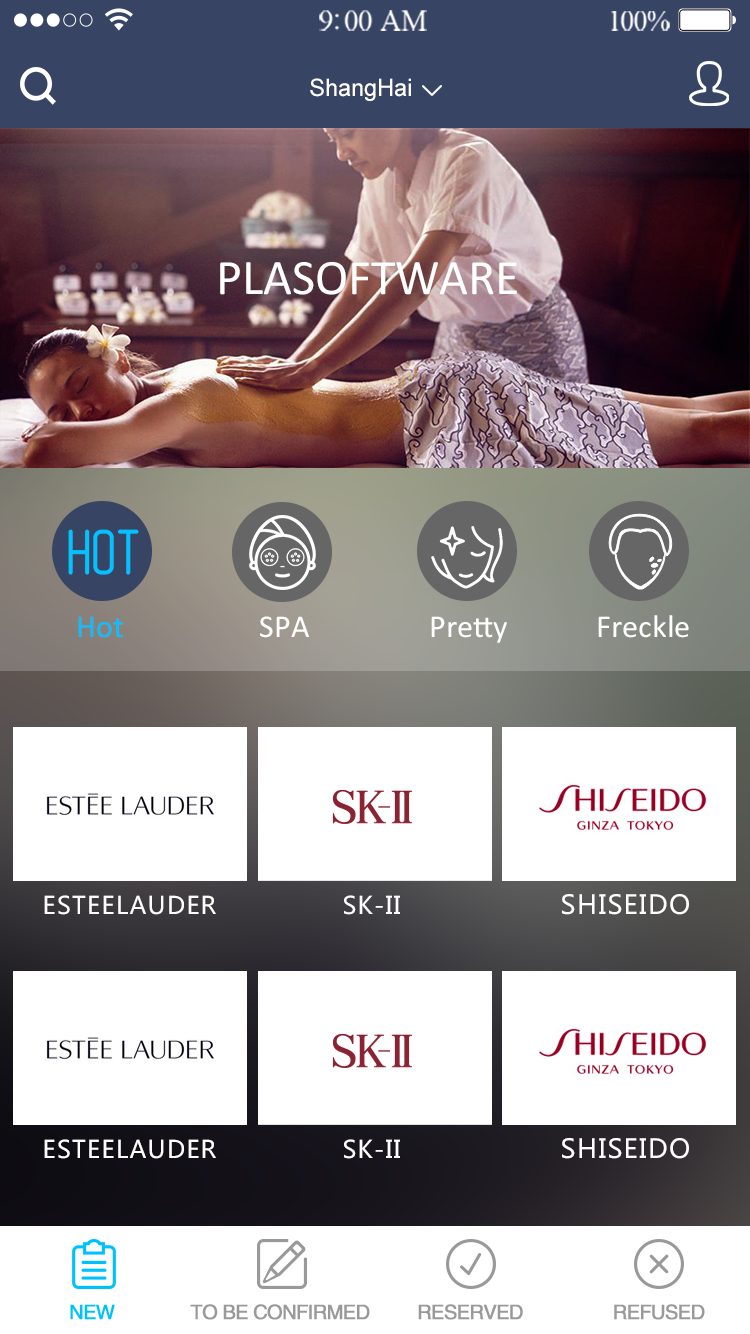 9:00 AM 100%
ShangHai
PLASOFTWARE
HOT
Hot SPA Pretty Freckle
ESTĒE LAUDER SK-II SHISEIDO
GINZA TOKYO
ESTEELAUDER SK-II SHISEIDO
ESTĒE LAUDER SK-II SHISEIDO
GINZA TOKYO
ESTEELAUDER SK-II SHISEIDO
NEW TO BE CONFIRMED RESERVED REFUSED